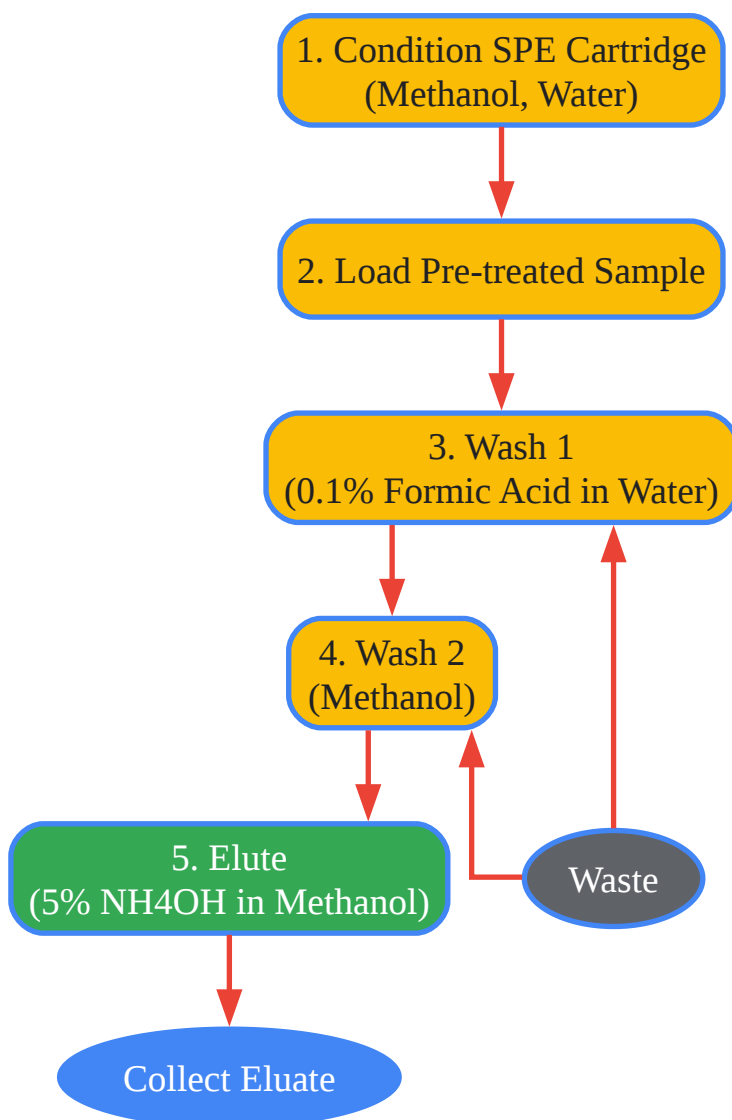 1. Condition SPE Cartridge
(Methanol, Water)
2. Load Pre-treated Sample
3. Wash 1
(0.1% Formic Acid in Water)
4. Wash 2
(Methanol)
5. Elute
(5% NH4OH in Methanol)
Waste
Collect Eluate